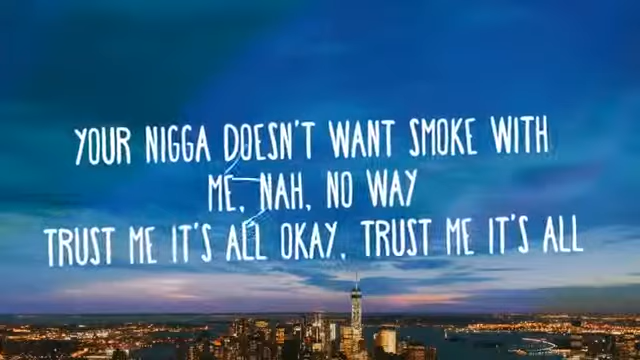 YOUR NIGGA DOESN'T WANT SMOKE WITH
ME, NAH, NO WAY
TRUST ME IT'S ALL OKAY, TRUST ME IT'S ALL